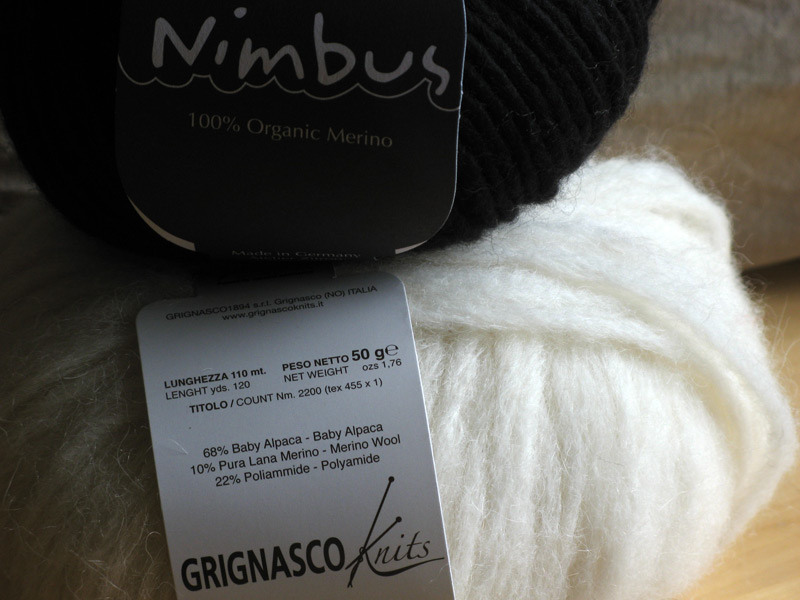 Nimbus
100% Organic Merino
Made in Germany
GRIGNASCO1894 s.r.l. Grignasco (NO) ITALIA
www.grignascoknits.it
LUNGHEZZA 110 mt. PESO NETTO 50 g℮
LENGHT yds. 120 NET WEIGHT ozs 1,76
TITOLO / COUNT Nm. 2200 (tex 455 x 1)
68% Baby Alpaca - Baby Alpaca
10% Pura Lana Merino - Merino Wool
22% Poliammide - Polyamide
GRIGNASCO Knits